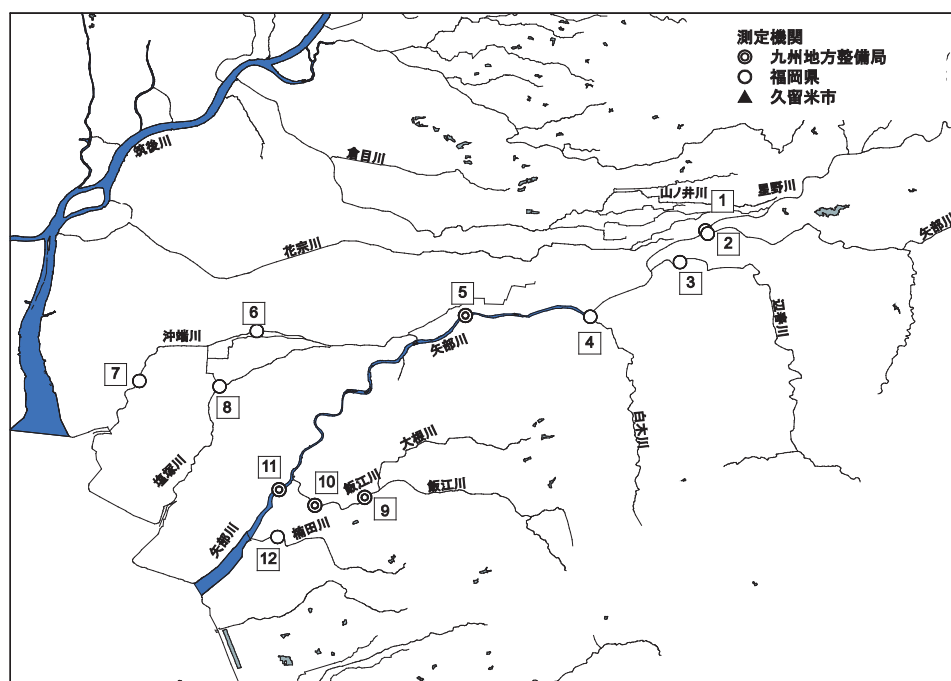 測定機関
九州地方整備局
福岡県
久留米市
筑後川
倉目川
山ノ井川
1
星野川
矢部川
2
花宗川
3
辺春川
5
6
沖端川
矢部川
4
7
8
白木川
大根川
塩塚川
11
10
飯江川
飯江川
9
矢部川
楠田川
12